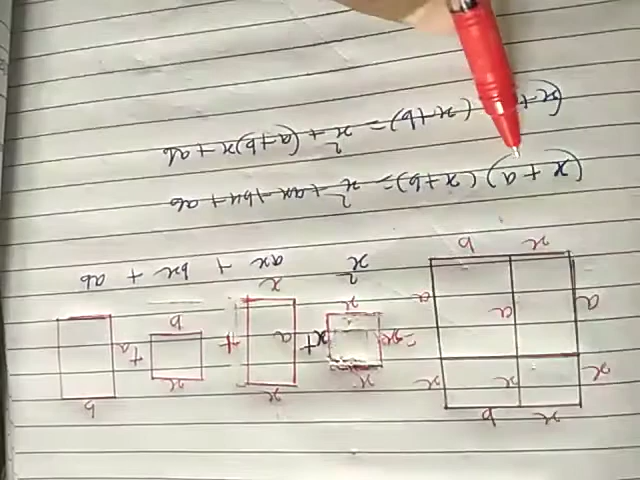 x b b
x x x x x x
= x x + a + + a
a a a x b
x b x
x² ax + bx + ab
(x + a) (x + b) = x² + ax + bx + ab
(x + (x + b) = x² + (a + b)x + ab